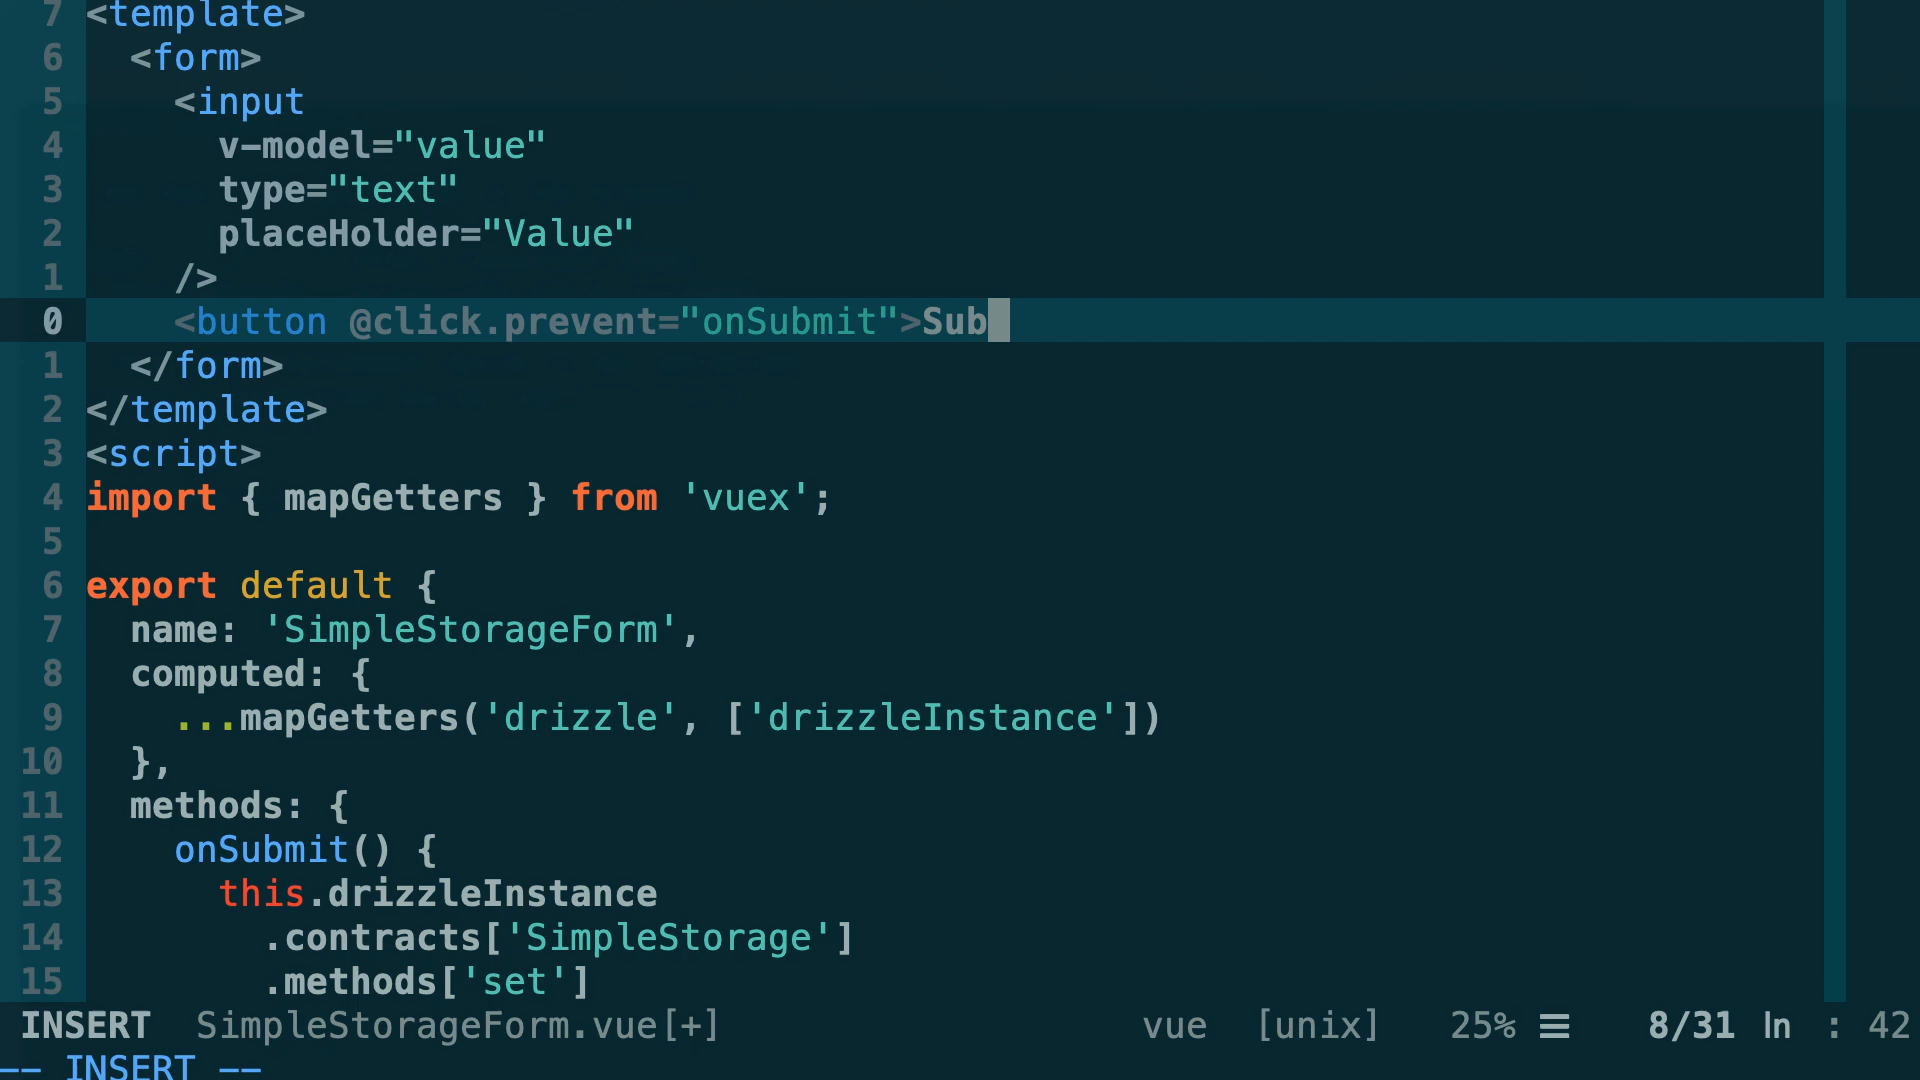 7 <template>
6   <form>
5     <input
4       v-model="value"
3       type="text"
2       placeHolder="Value"
1     />
0     <button @click.prevent="onSubmit">Sub
1   </form>
2 </template>
3 <script>
4 import { mapGetters } from 'vuex';
5
6 export default {
7   name: 'SimpleStorageForm',
8   computed: {
9     ...mapGetters('drizzle', ['drizzleInstance'])
10   },
11   methods: {
12     onSubmit() {
13       this.drizzleInstance
14         .contracts['SimpleStorage']
15         .methods['set']
INSERT SimpleStorageForm.vue[+] vue [unix] 25% ☰ 8/31 ln : 42
-- INSERT --